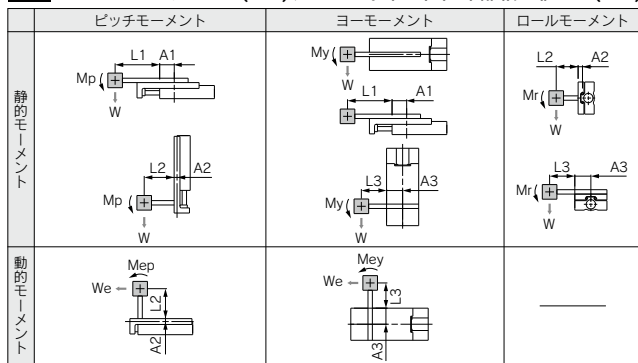 ピッチモーメント
ヨーモーメント
ロールモーメント
静的モーメント
L1 A1
Mp
W
L2 A2
Mp
W
My
W
L1 A1
L3 A3
My
W
L2 A2
Mr
W
L3 A3
Mr
W
動的モーメント
Mep
We
L2
A2
Mey
We
L3
A3